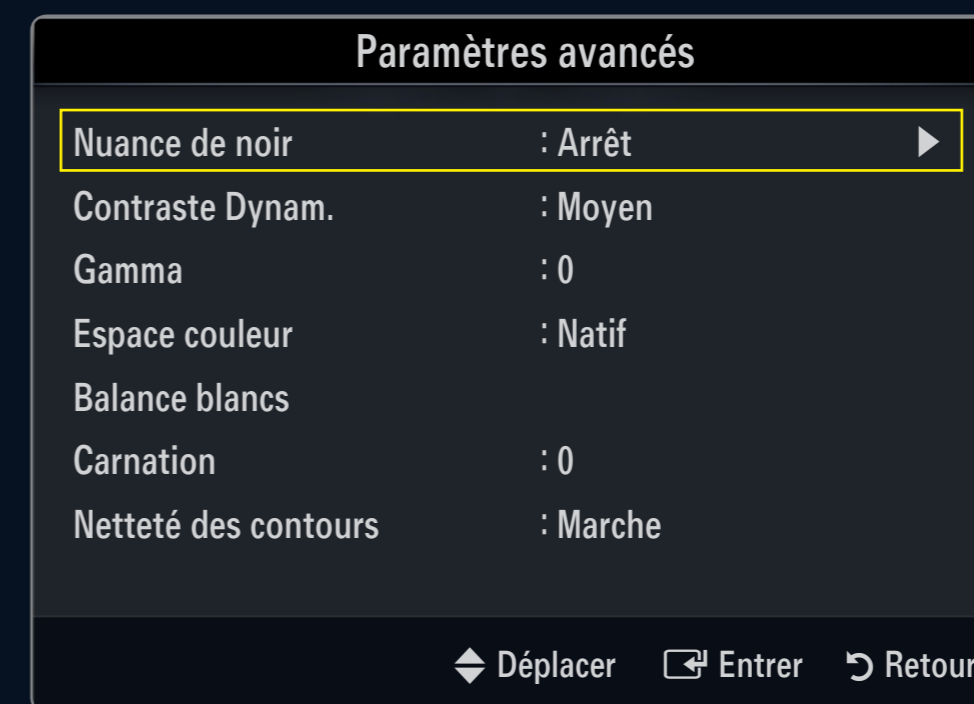 Paramètres avancés
Nuance de noir : Arrêt
Contraste Dynam. : Moyen
Gamma : 0
Espace couleur : Natif
Balance blancs
Carnation : 0
Netteté des contours : Marche
Déplacer Entrer Retour